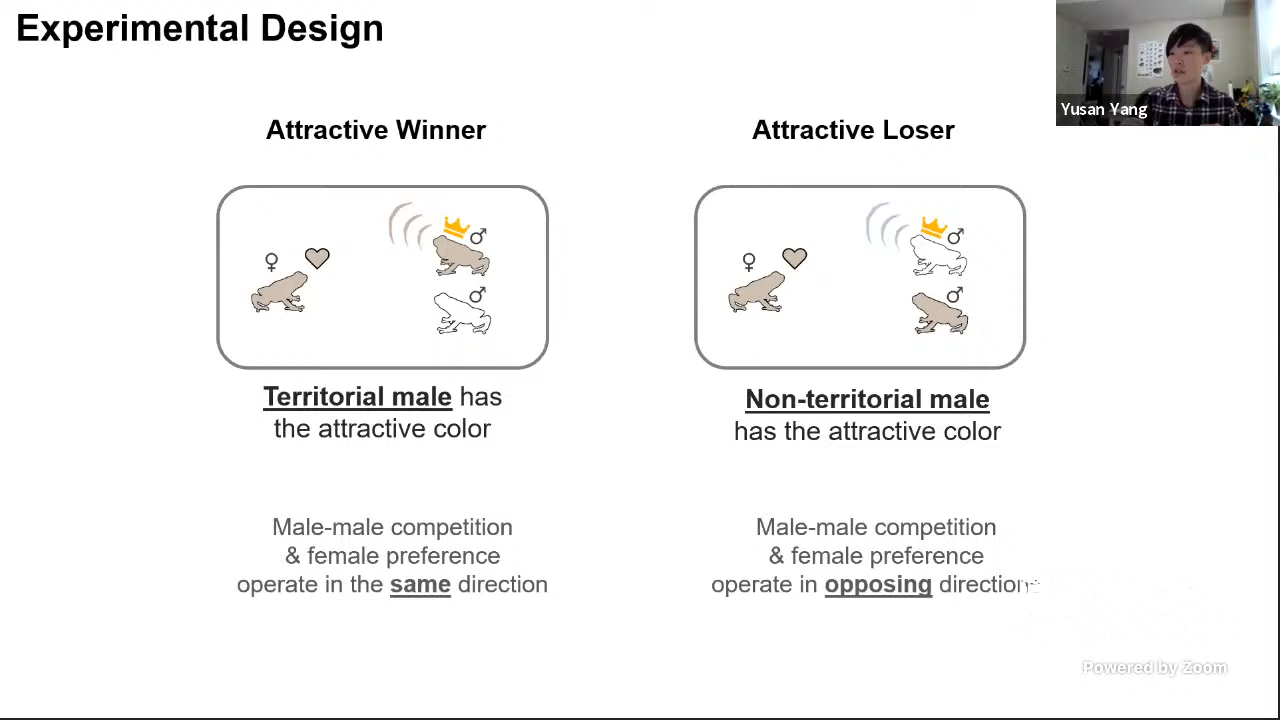 Experimental Design
Yusan Yang
Attractive Winner
Attractive Loser
♀
♂
♂
♀
♂
♂
Territorial male has
the attractive color
Non-territorial male
has the attractive color
Male-male competition
& female preference
operate in the same direction
Male-male competition
& female preference
operate in opposing direction
Powered by Zoom